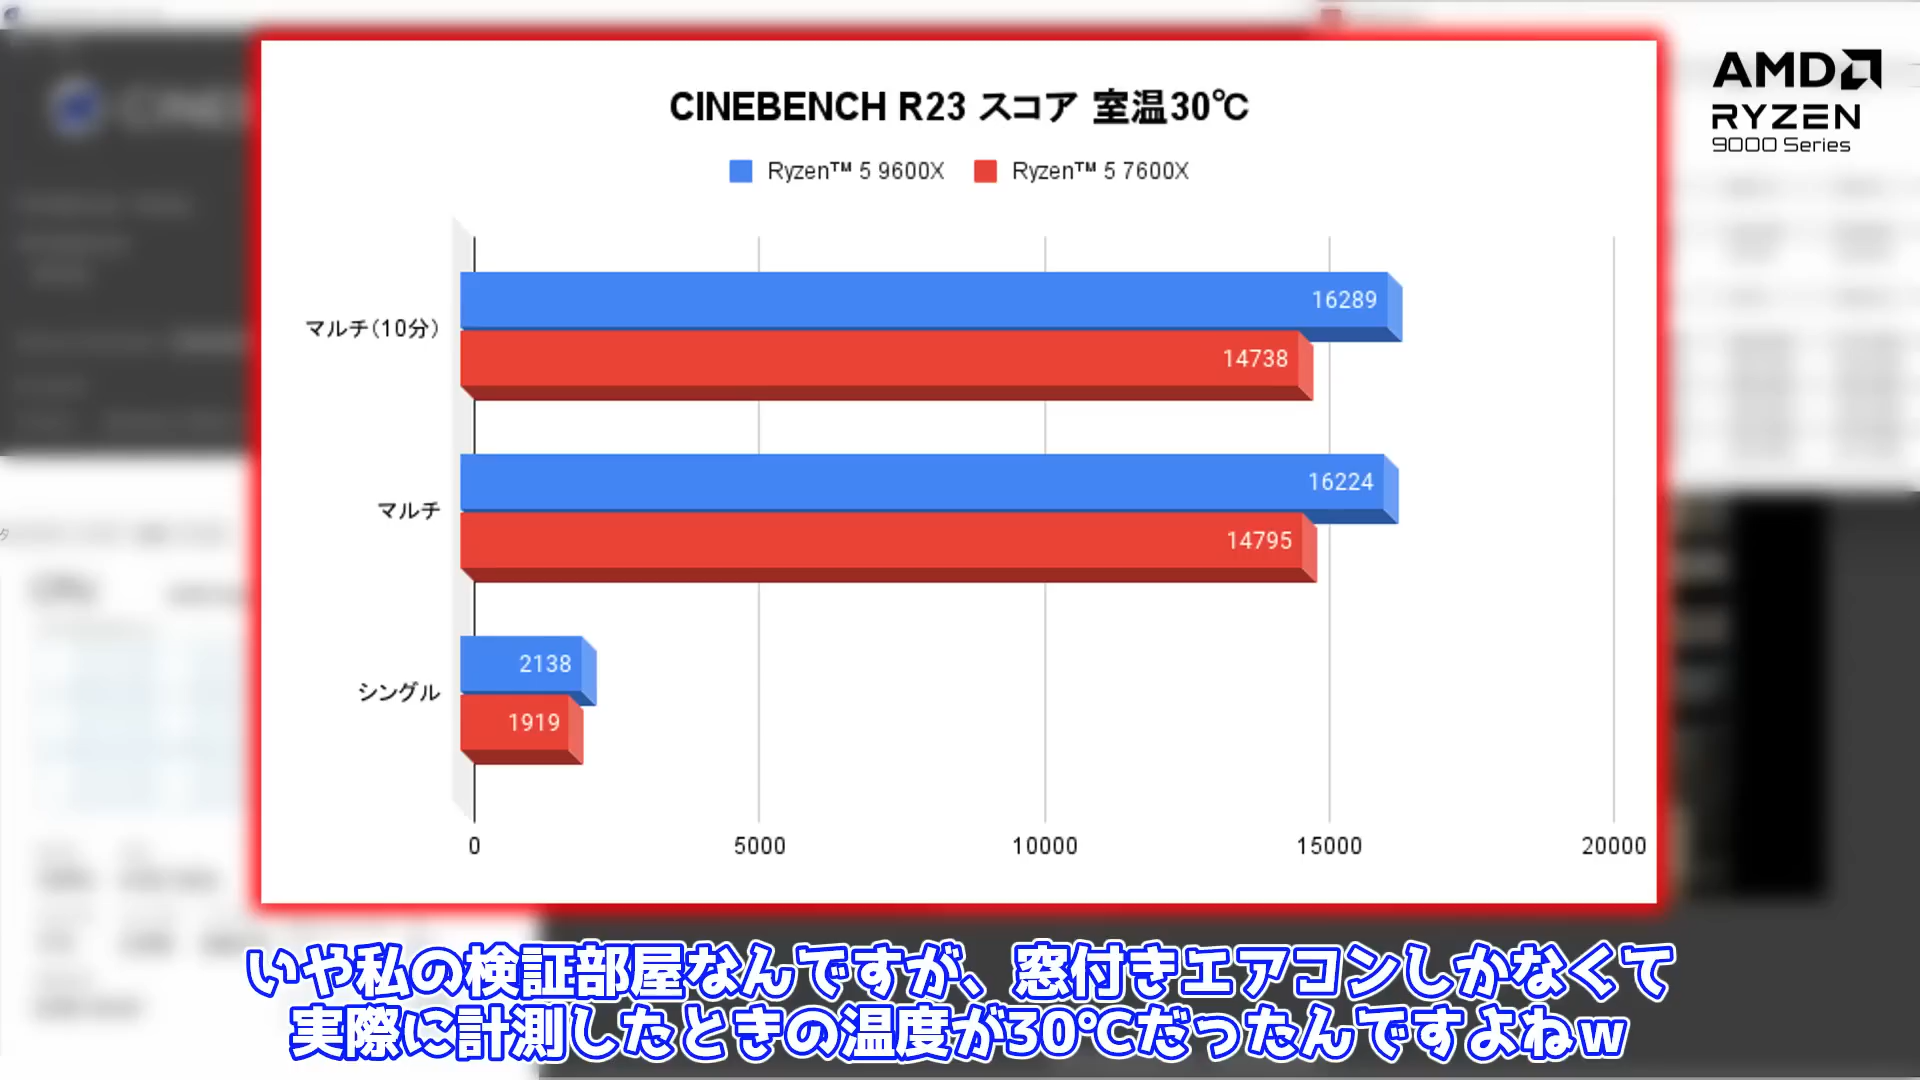 AMD
RYZEN
9000 Series
CINEBENCH R23 スコア 室温30℃
Ryzen™ 5 9600X
Ryzen™ 5 7600X
マルチ(10分)
16289
14738
マルチ
16224
14795
シングル
2138
1919
0
5000
10000
15000
20000
いや私の検証部屋なんですが、窓付きエアコンしかなくて
実際に計測したときの温度が30℃だったんですよねw